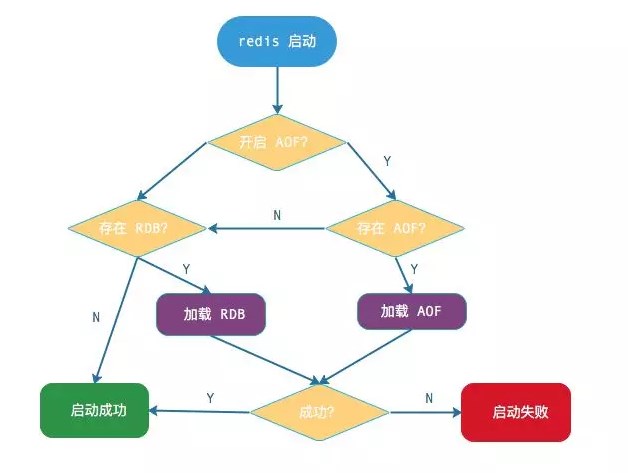 redis 启动
开启 AOF?
Y
存在 RDB?
N
存在 AOF?
Y
Y
加载 RDB
加载 AOF
N
启动成功
Y
成功?
N
启动失败